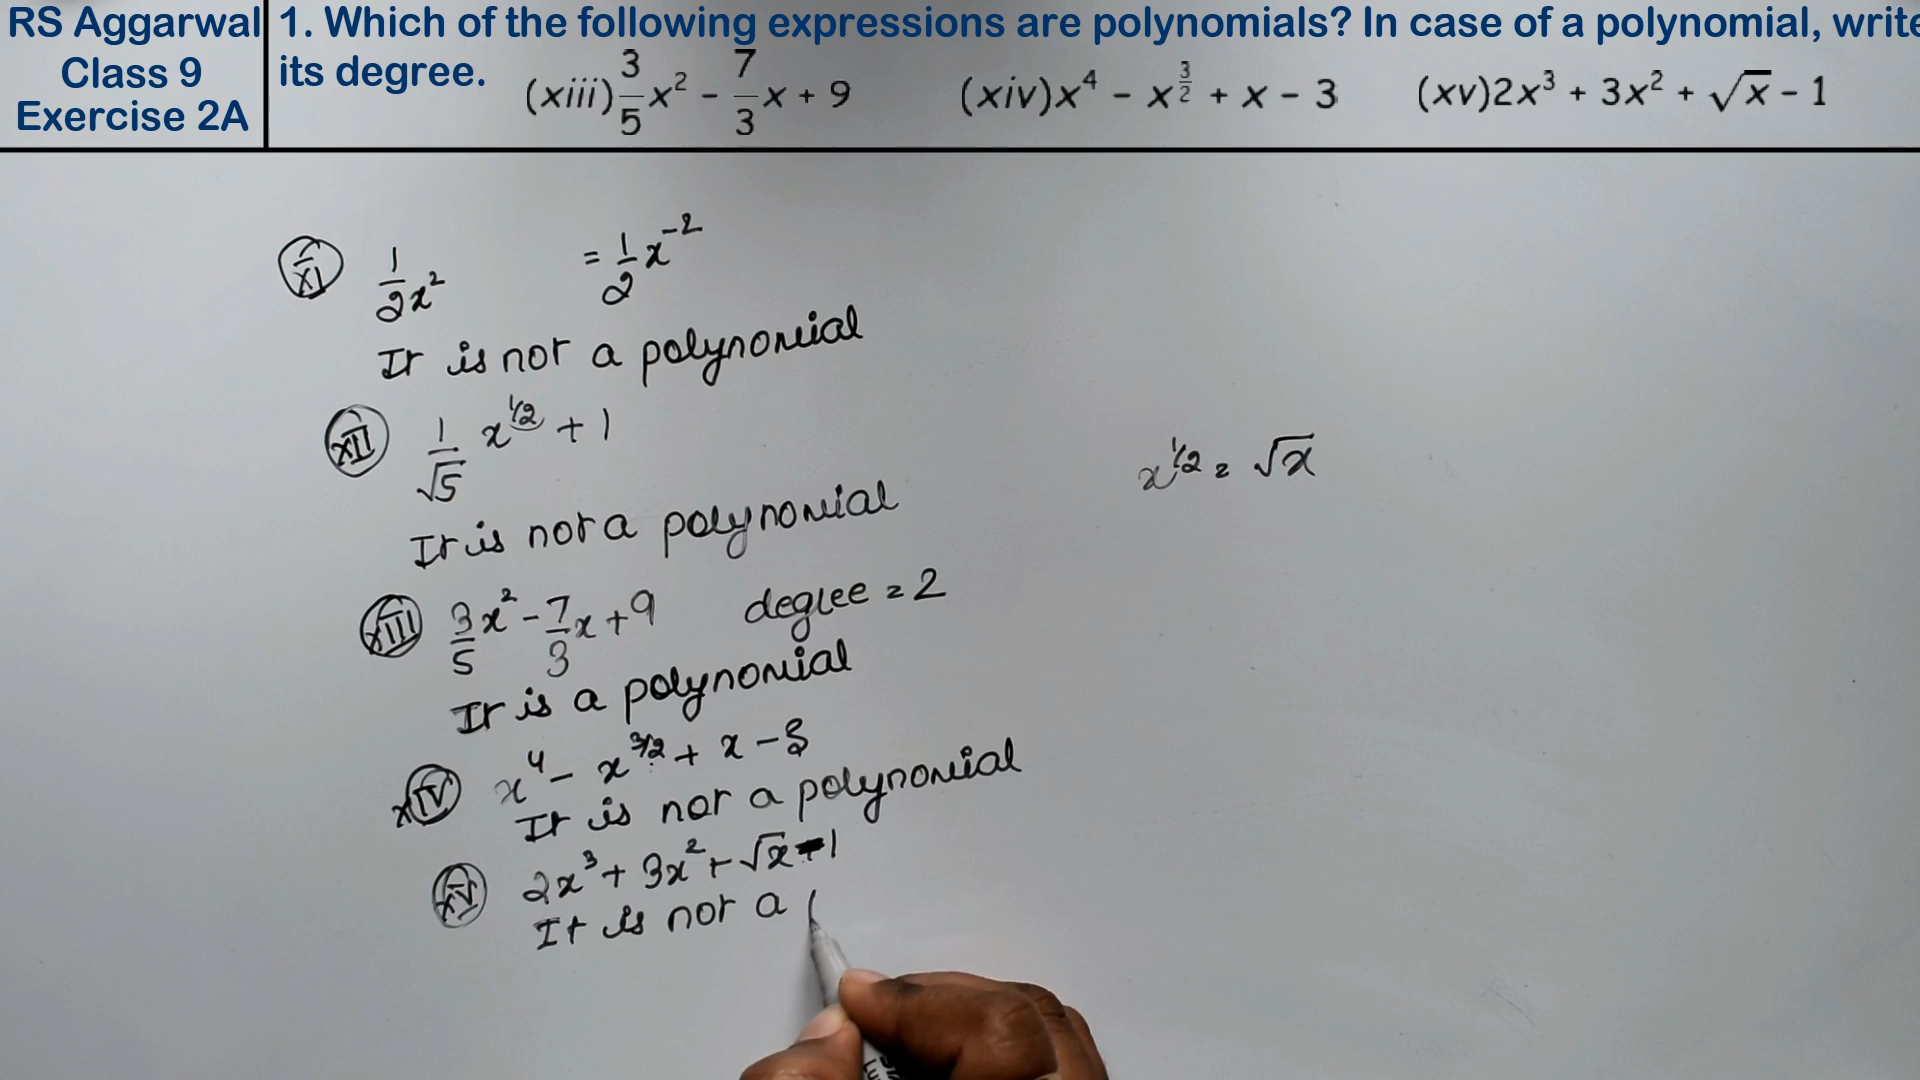 RS Aggarwal
Class 9
Exercise 2A
1. Which of the following expressions are polynomials? In case of a polynomial, write
its degree.
(xiii) 3/5 x² - 7/3 x + 9
(xiv) x⁴ - x^(3/2) + x - 3
(xv) 2x³ + 3x² + √x - 1
XI 1/2x² = 1/2 x⁻²
It is not a polynomial
XII 1/√5 x^(1/2) + 1
x^(1/2) = √x
It is not a polynomial
XIII 3/5 x² - 7/3 x + 9 degree = 2
It is a polynomial
XIV x⁴ - x^(3/2) + x - 3
It is not a polynomial
XV 2x³ + 3x² + √x - 1
It is not a